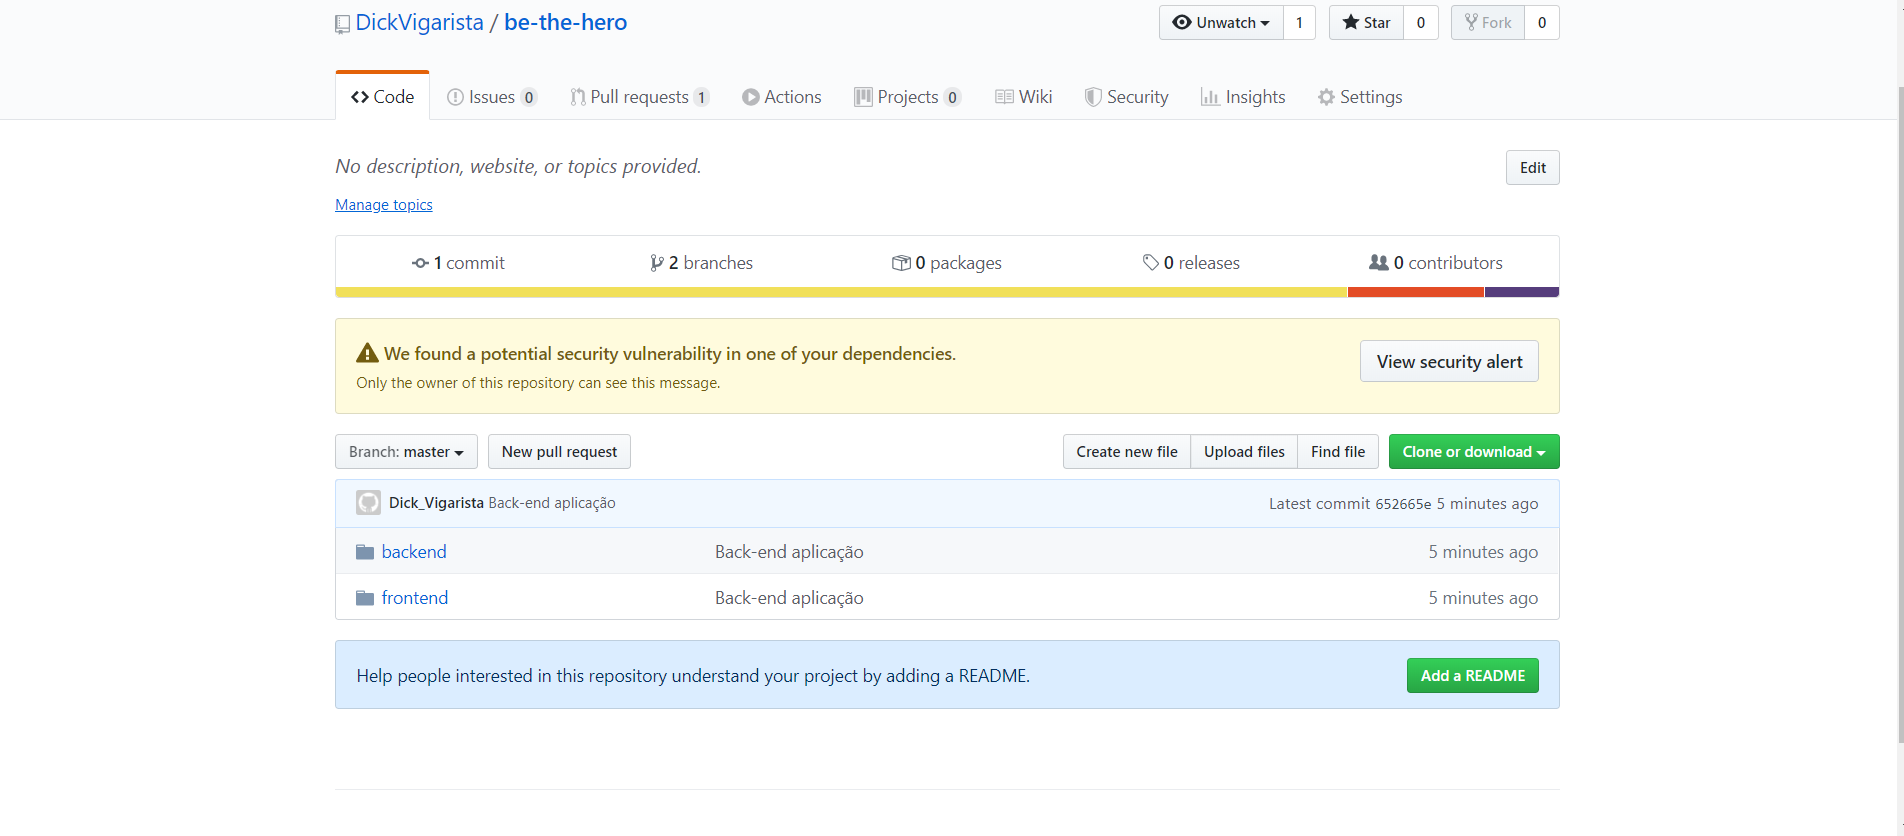 DickVigarista / be-the-hero
Unwatch 1 Star 0 Fork 0
Code Issues 0 Pull requests 1 Actions Projects 0 Wiki Security Insights Settings
No description, website, or topics provided. Edit
Manage topics
1 commit 2 branches 0 packages 0 releases 0 contributors
We found a potential security vulnerability in one of your dependencies.
Only the owner of this repository can see this message.
View security alert
Branch: master New pull request Create new file Upload files Find file Clone or download
Dick_Vigarista Back-end aplicação Latest commit 652665e 5 minutes ago
backend Back-end aplicação 5 minutes ago
frontend Back-end aplicação 5 minutes ago
Help people interested in this repository understand your project by adding a README. Add a README